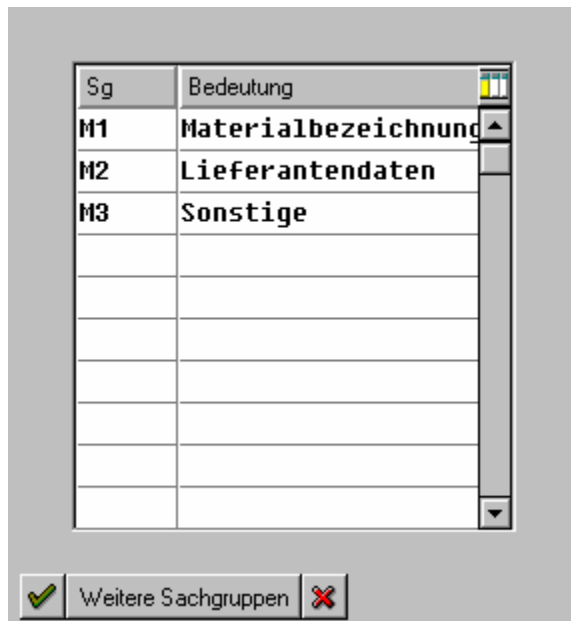 Sg Bedeutung
M1 Materialbezeichnung
M2 Lieferantendaten
M3 Sonstige
Weitere Sachgruppen